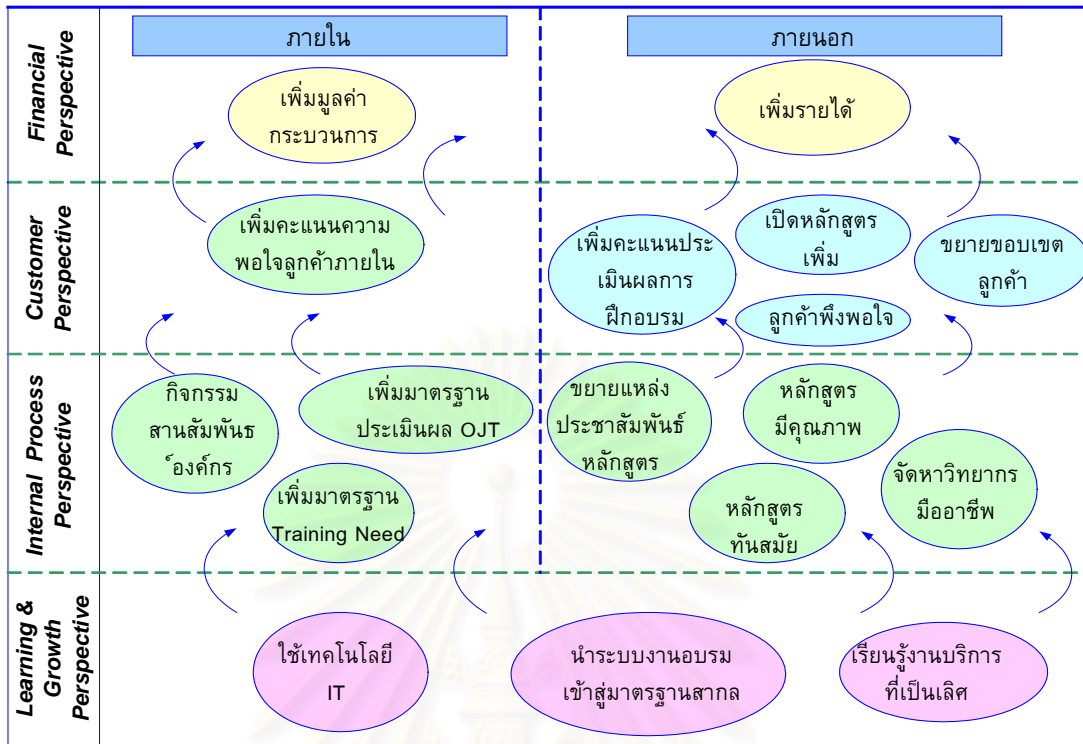 ภายใน
ภายนอก
Financial
Perspective
เพิ่มมูลค่า
กระบวนการ
เพิ่มรายได้
Customer
Perspective
เพิ่มคะแนนความ
พอใจลูกค้าภายใน
เพิ่มคะแนนประ
เมินผลการ
ฝึกอบรม
เปิดหลักสูตร
เพิ่ม
ลูกค้าพึงพอใจ
ขยายขอบเขต
ลูกค้า
Internal Process
Perspective
กิจกรรม
สานสัมพันธ
์องค์กร
เพิ่มมาตรฐาน
ประเมินผล OJT
เพิ่มมาตรฐาน
Training Need
ขยายแหล่ง
ประชาสัมพันธ์
หลักสูตร
หลักสูตร
มีคุณภาพ
หลักสูตร
ทันสมัย
จัดหาวิทยากร
มืออาชีพ
Learning &
Growth
Perspective
ใช้เทคโนโลยี
IT
นำระบบงานอบรม
เข้าสู่มาตรฐานสากล
เรียนรู้งานบริการ
ที่เป็นเลิศ